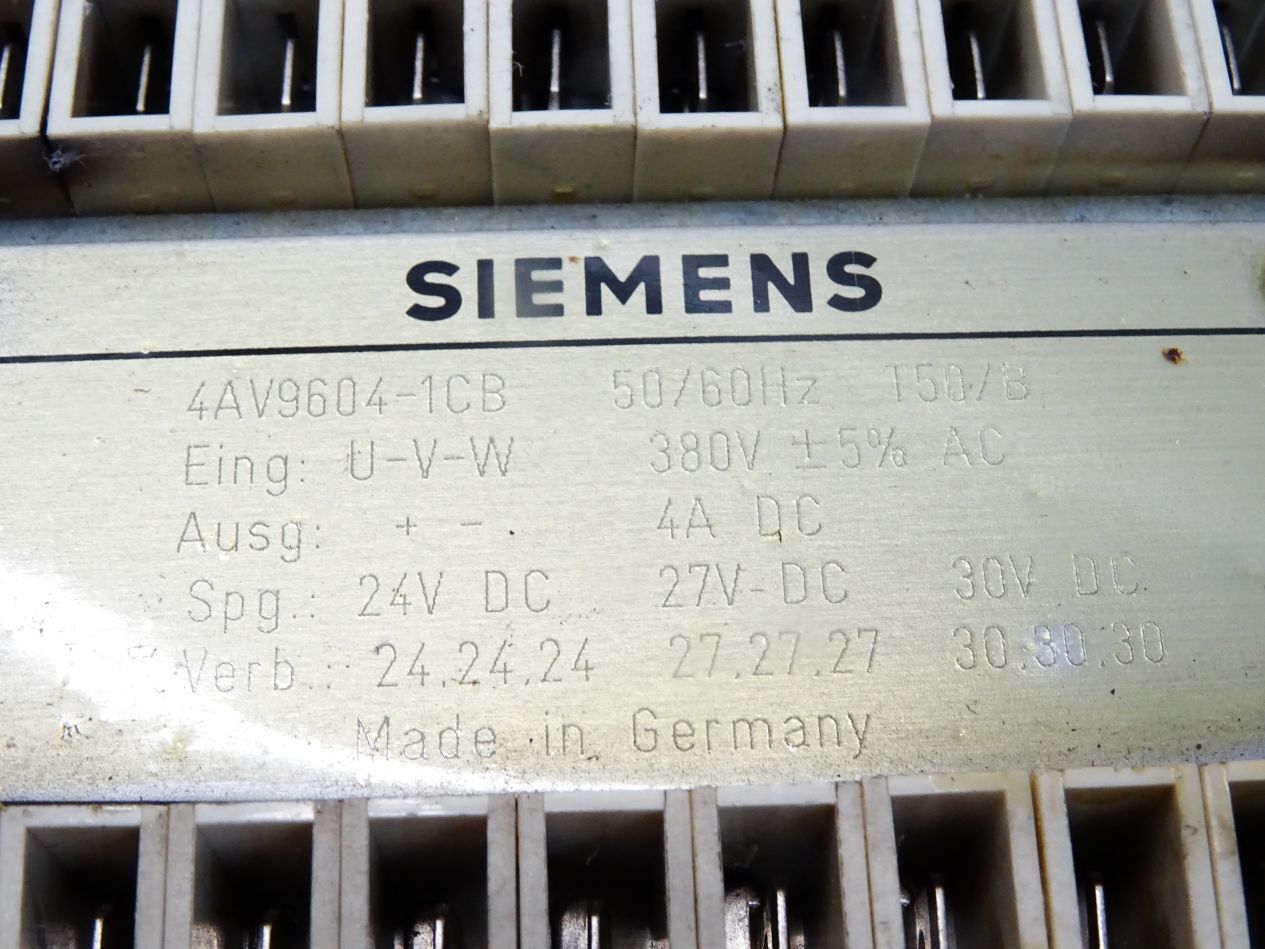 SIEMENS
4AV9604-1CB 50/60Hz T50/B
Eing: U-V-W 380V ±5% AC
Ausg: + - 4A DC
Spg.: 24V DC 27V-DC 30V DC
Verb.: 24.24.24 27.27.27 30.30.30
Made in Germany